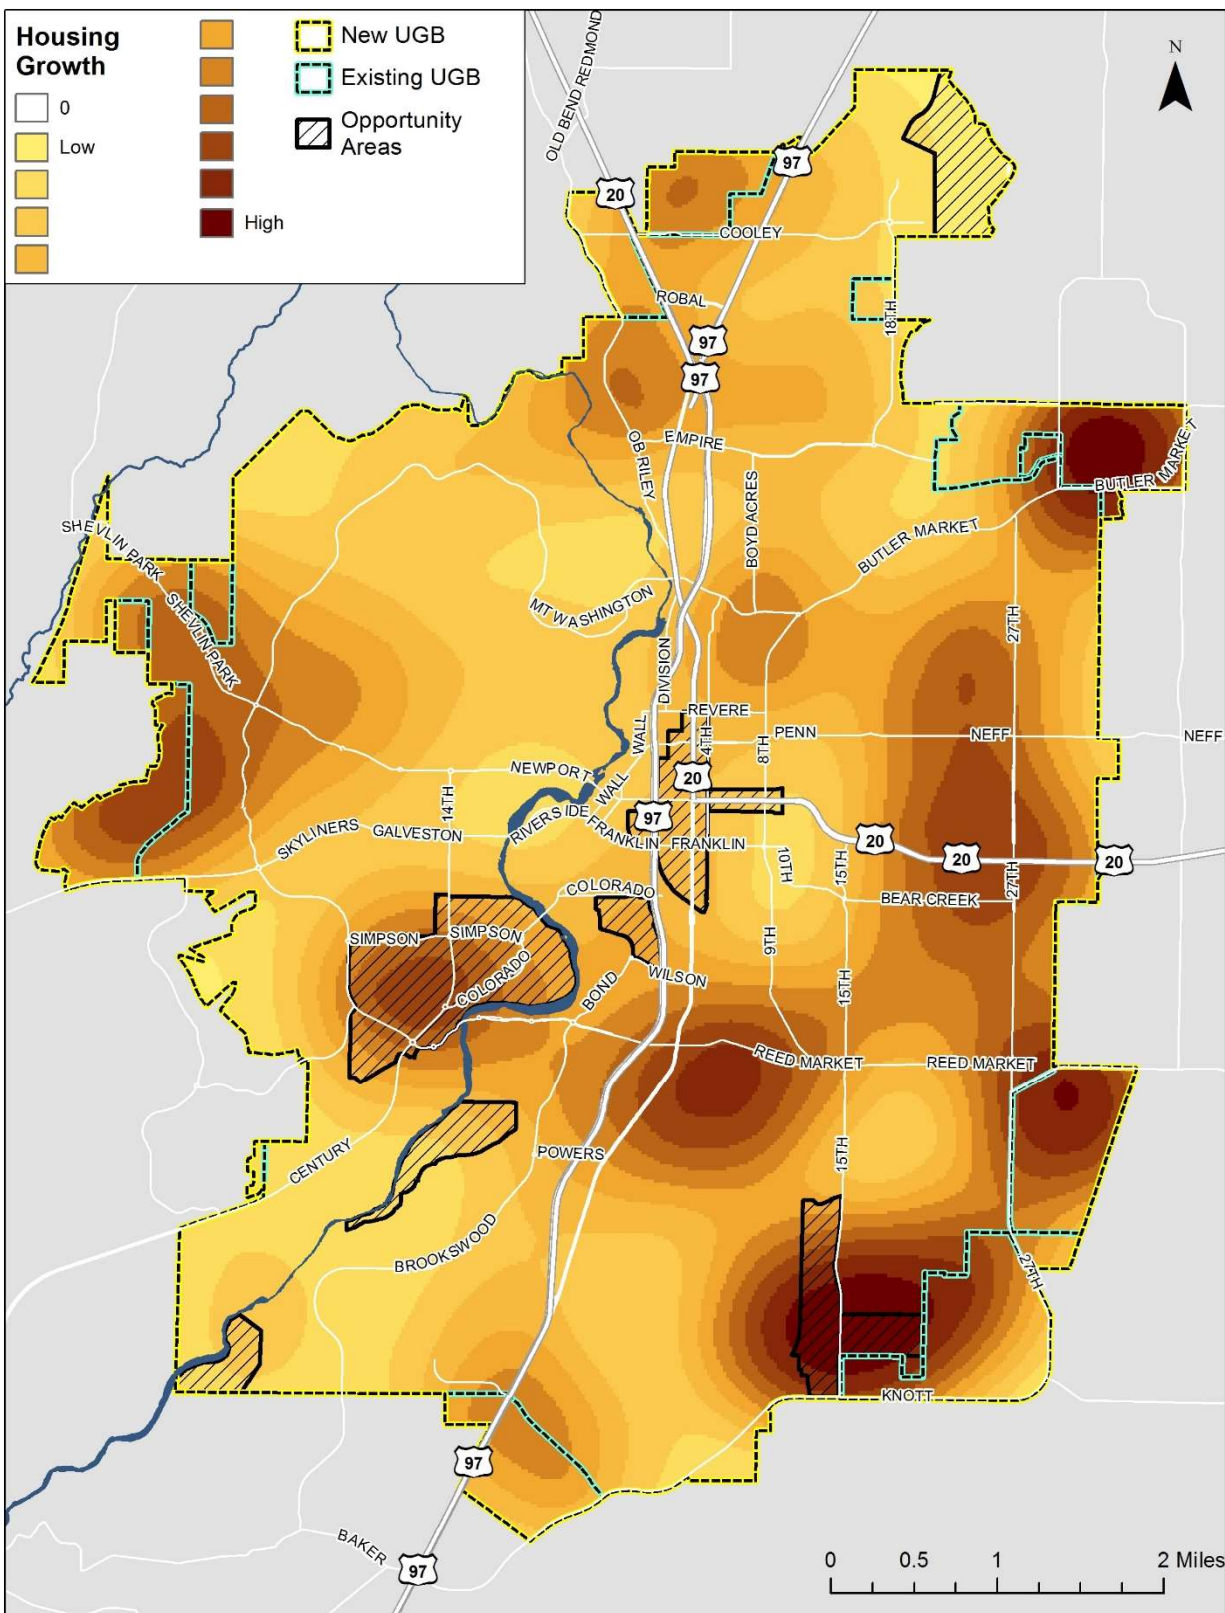 Housing
Growth
0
Low
High
New UGB
Existing UGB
Opportunity
Areas
N
OLD BEND REDMOND
97
20
COOLEY
ROBAL
18TH
97
97
EMPIRE
OB RILEY
BOYD ACRES
BUTLER MARKET
BUTLER MARKET
SHEVLIN PARK
SHEVLIN PARK
MT WASHINGTON
27TH
DIVISION
REVERE
WALL
4TH
8TH
PENN
NEFF
NEFF
NEWPORT
WALL
20
97
14TH
RIVERSIDE
FRANKLIN
FRANKLIN
SKYLINERS
GALVESTON
10TH
15TH
20
20
20
27TH
COLORADO
BEAR CREEK
SIMPSON
SIMPSON
COLORADO
9TH
WILSON
BOND
15TH
REED MARKET
REED MARKET
CENTURY
POWERS
15TH
BROOKSWOOD
27TH
KNOTT
97
BAKER
97
0 0.5 1 2 Miles